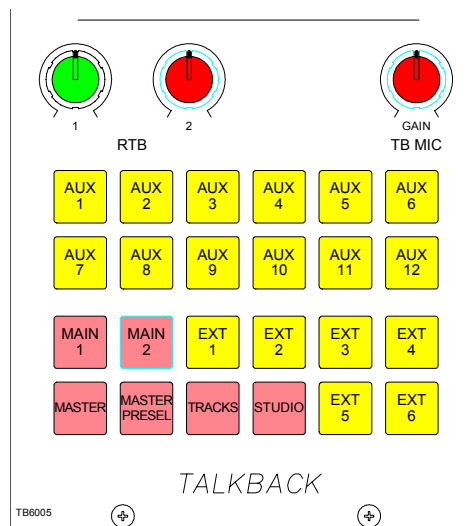 1 2 GAIN
RTB TB MIC
AUX 1 AUX 2 AUX 3 AUX 4 AUX 5 AUX 6
AUX 7 AUX 8 AUX 9 AUX 10 AUX 11 AUX 12
MAIN 1 MAIN 2 EXT 1 EXT 2 EXT 3 EXT 4
MASTER MASTER PRESEL TRACKS STUDIO EXT 5 EXT 6
TALKBACK
TB6005